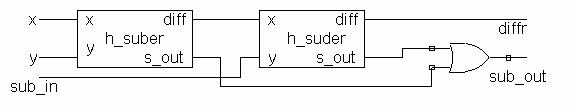 x x diff x diff
diffr
h_suber h_suder
y y s_out y s_out
sub_in sub_out